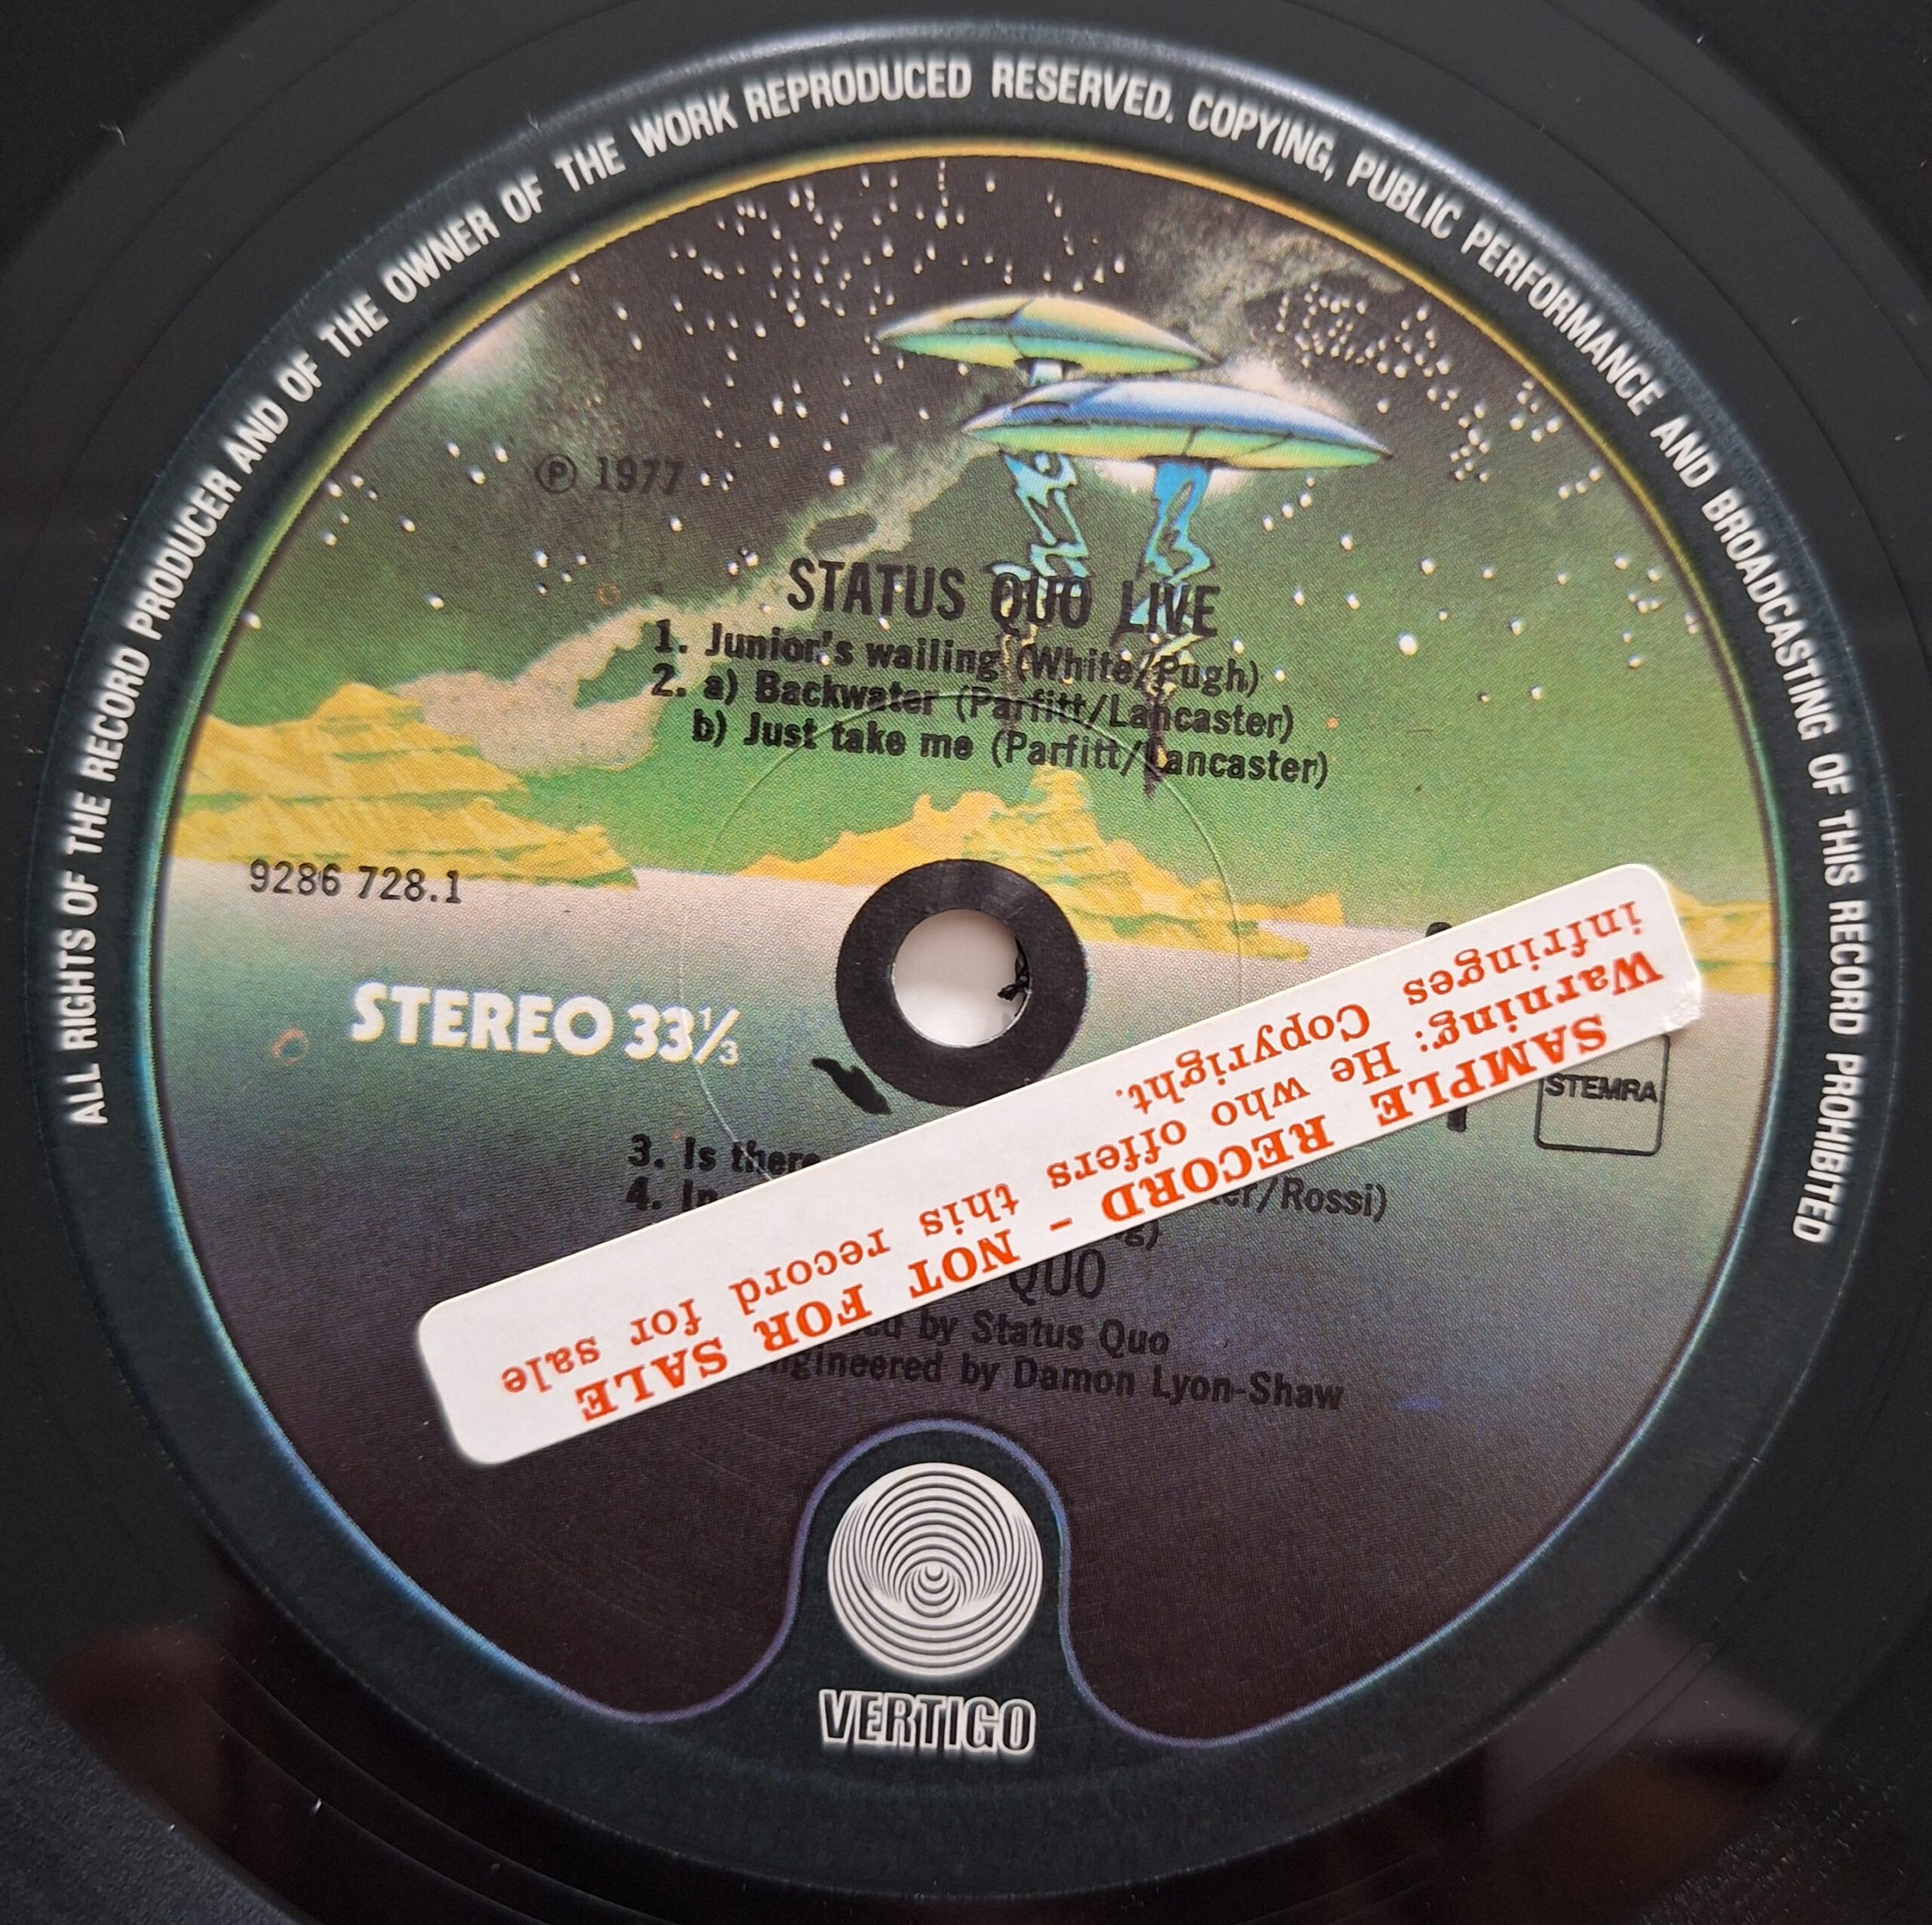 ALL RIGHTS OF THE RECORD PRODUCER AND OF THE OWNER OF THE WORK REPRODUCED RESERVED. COPYING, PUBLIC PERFORMANCE AND BROADCASTING OF THIS RECORD PROHIBITED
Ⓟ 1977
STATUS QUO LIVE
1. Junior's wailing (White/Pugh)
2. a) Backwater (Parfitt/Lancaster)
b) Just take me (Parfitt/Lancaster)
9286 728.1
STEREO 33⅓
STEMRA
3. Is there
4. /Rossi)
QUO
by Status Quo
by Damon Lyon-Shaw
SAMPLE RECORD - NOT FOR SALE
Warning: He who offers this record for sale
infringes Copyright.
VERTIGO